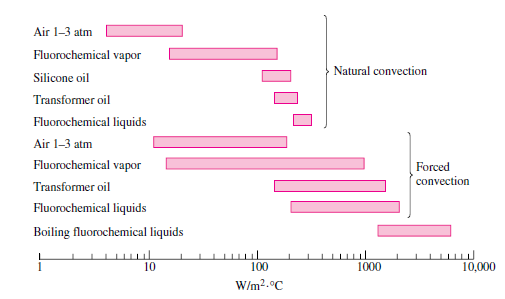 Air 1–3 atm
Fluorochemical vapor
Silicone oil
Natural convection
Transformer oil
Fluorochemical liquids
Air 1–3 atm
Fluorochemical vapor
Forced
convection
Transformer oil
Fluorochemical liquids
Boiling fluorochemical liquids
1 10 100 1000 10,000
W/m²·°C